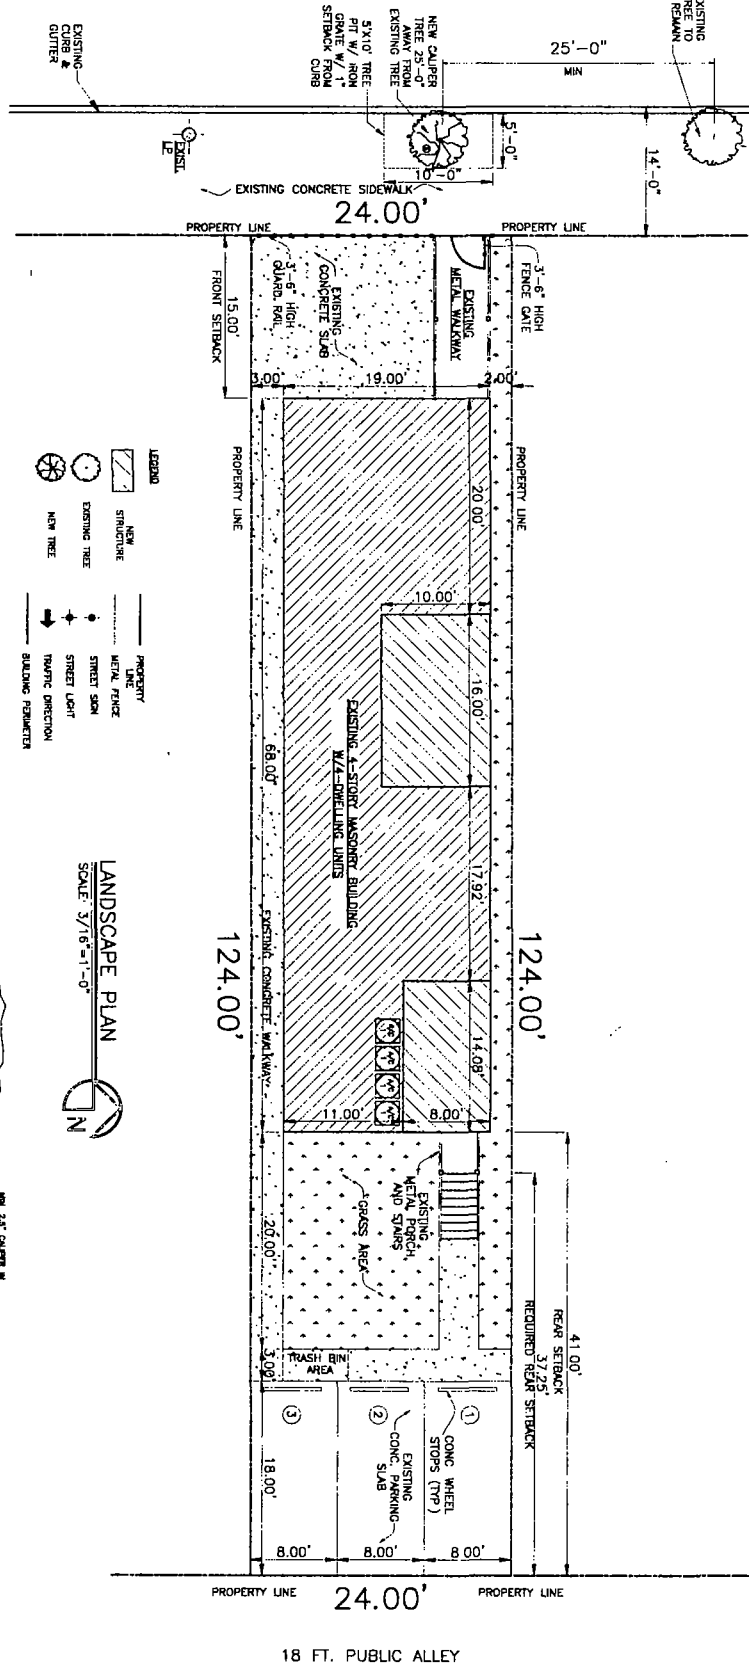 EXISTING
TREE TO
REMAIN
25'-0"
MIN
NEW CALIPER
TREE 25'-0"
AWAY FROM
EXISTING TREE
5'X10' TREE
PIT W/ IRON
GRATE W/ 1"
SETBACK FROM
CURB
EXISTING
CURB &
GUTTER
EXIST.
LP
5'-0"
10'-0"
14'-0"
EXISTING CONCRETE SIDEWALK
24.00'
PROPERTY LINE
PROPERTY LINE
15.00'
FRONT SETBACK
3'-6" HIGH
GUARD RAIL
EXISTING
CONCRETE SLAB
EXISTING
METAL WALKWAY
3'-6" HIGH
FENCE GATE
3.00'
19.00'
2.00'
PROPERTY LINE
PROPERTY LINE
20.00'
10.00'
16.00'
EXISTING 4-STORY MASONRY BUILDING
W/4-DWELLING UNITS
68.00'
17.92'
LEGEND
NEW
STRUCTURE
EXISTING TREE
NEW TREE
PROPERTY
LINE
METAL FENCE
STREET SIGN
STREET LIGHT
TRAFFIC DIRECTION
BUILDING PERIMETER
LANDSCAPE PLAN
SCALE: 3/16"=1'-0"
N
124.00'
124.00'
EXISTING CONCRETE WALKWAY
14.08'
A/C
A/C
A/C
A/C
11.00'
8.00'
EXISTING
METAL PORCH
AND STAIRS
GRASS AREA
20.00'
3.00'
TRASH BIN
AREA
41.00'
REAR SETBACK
37.25'
REQUIRED REAR SETBACK
3
2
1
CONC WHEEL
STOPS (TYP)
EXISTING
CONC. PARKING
SLAB
18.00'
8.00'
8.00'
8 00'
PROPERTY LINE
24.00'
PROPERTY LINE
18 FT. PUBLIC ALLEY